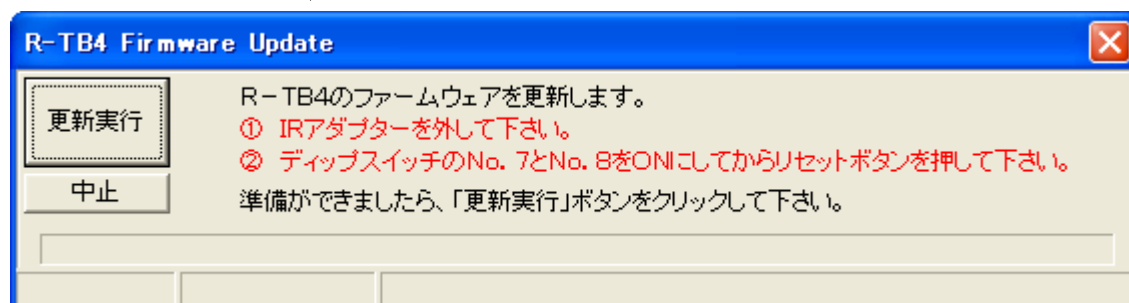 R-TB4 Firmware Update
更新実行
中止
R－TB4のファームウェアを更新します。
① IRアダプターを外して下さい。
② ディップスイッチのNo．7とNo．8をONにしてからリセットボタンを押して下さい。
準備ができましたら、「更新実行」ボタンをクリックして下さい。